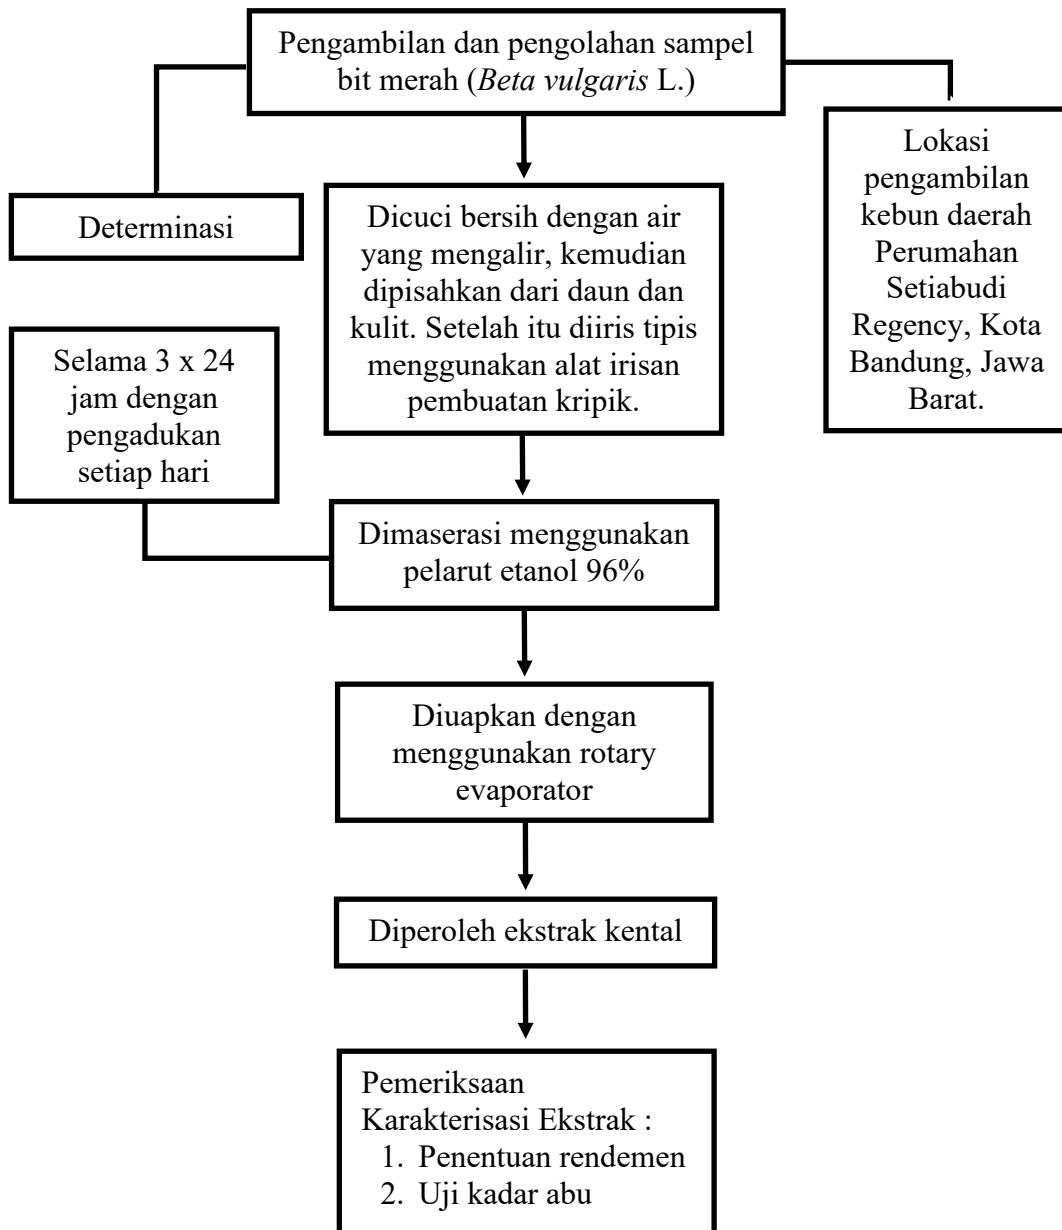 Pengambilan dan pengolahan sampel
bit merah (Beta vulgaris L.)
Determinasi
Dicuci bersih dengan air
yang mengalir, kemudian
dipisahkan dari daun dan
kulit. Setelah itu diiris tipis
menggunakan alat irisan
pembuatan kripik.
Lokasi
pengambilan
kebun daerah
Perumahan
Setiabudi
Regency, Kota
Bandung, Jawa
Barat.
Selama 3 x 24
jam dengan
pengadukan
setiap hari
Dimaserasi menggunakan
pelarut etanol 96%
Diuapkan dengan
menggunakan rotary
evaporator
Diperoleh ekstrak kental
Pemeriksaan
Karakterisasi Ekstrak :
1. Penentuan rendemen
2. Uji kadar abu